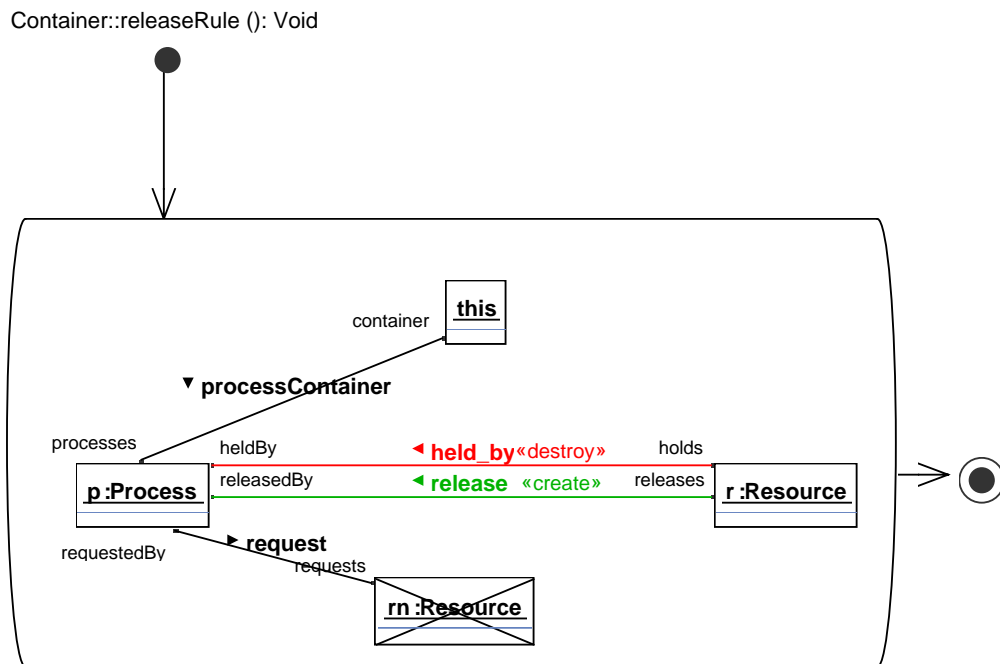 Container::releaseRule (): Void
this
container
processContainer
processes
heldBy
held_by «destroy»
holds
p :Process
releasedBy
release «create»
releases
r :Resource
requestedBy
request
requests
rn :Resource